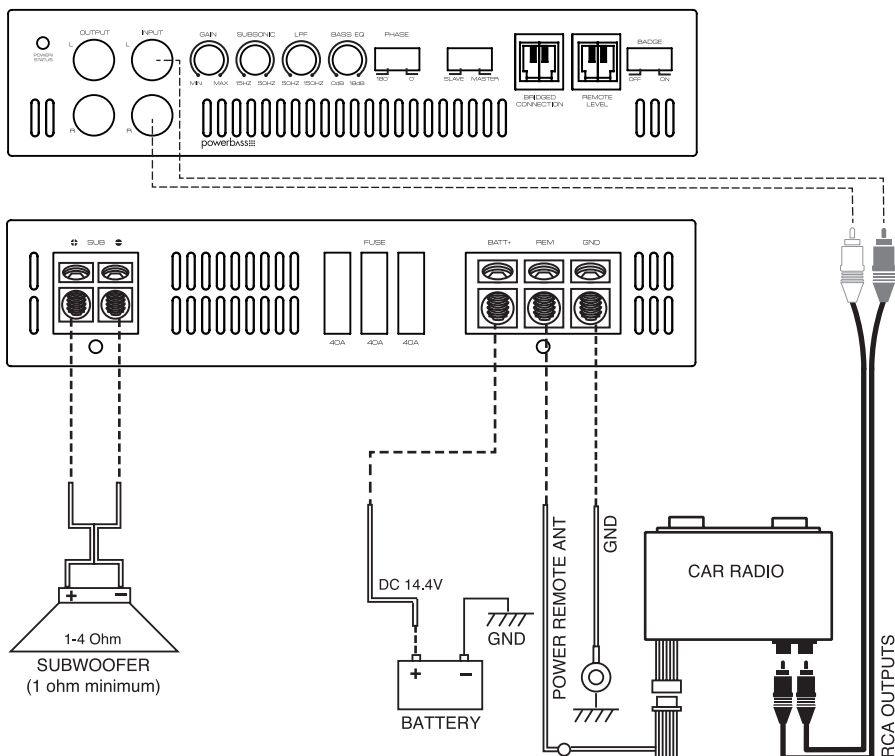 OUTPUT INPUT
L L
POWER/
STATUS
GAIN SUBSONIC LPF BASS EQ PHASE
MIN MAX 15HZ 50HZ 50HZ 150HZ 0dB 18dB 180° 0°
SLAVE MASTER
BRIDGED
CONNECTION
REMOTE
LEVEL
BADGE
OFF ON
R R
powerbass
SUB
FUSE
BATT+ REM GND
40A 40A 40A
DC 14.4V
+ -
GND
BATTERY
POWER REMOTE ANT
GND
CAR RADIO
RCA OUTPUTS
+ -
1-4 Ohm
SUBWOOFER
(1 ohm minimum)